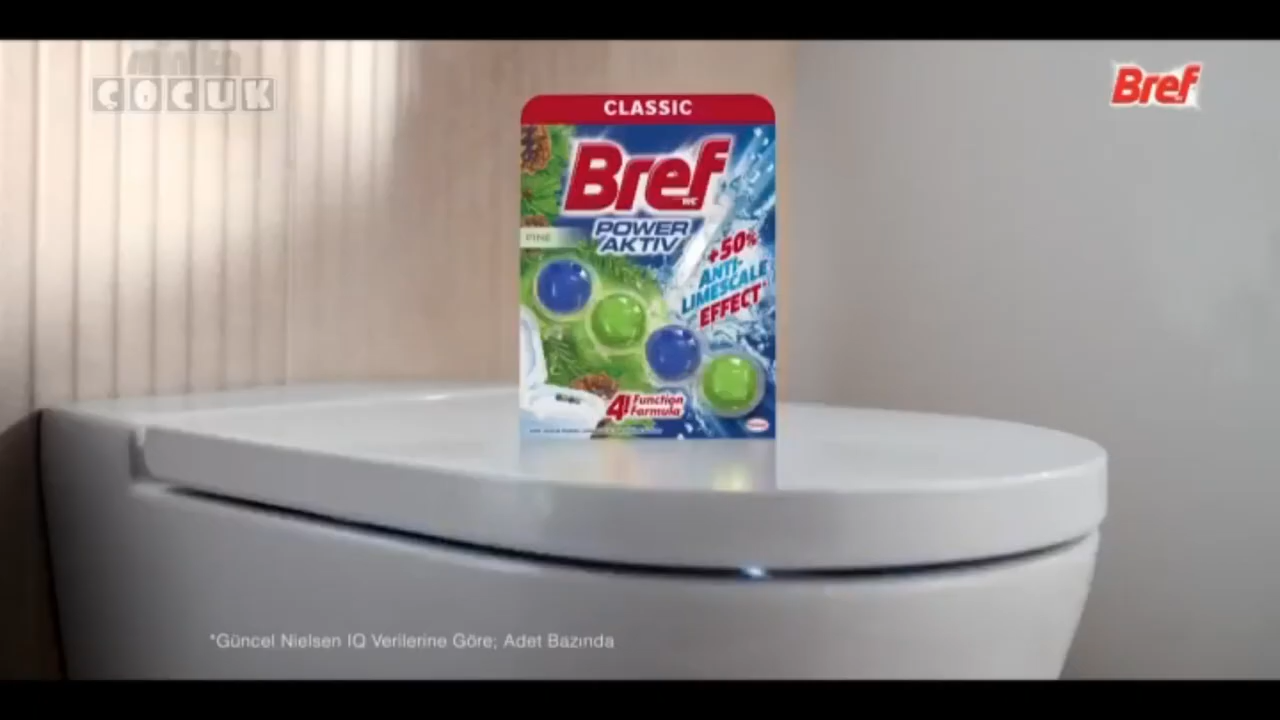 ÇOCUK
Bref
CLASSIC
Bref
WC
POWER
AKTIV
PINE
+50%
ANTI-
LIMESCALE
EFFECT*
4! Function
Formula
*Güncel Nielsen IQ Verilerine Göre; Adet Bazında